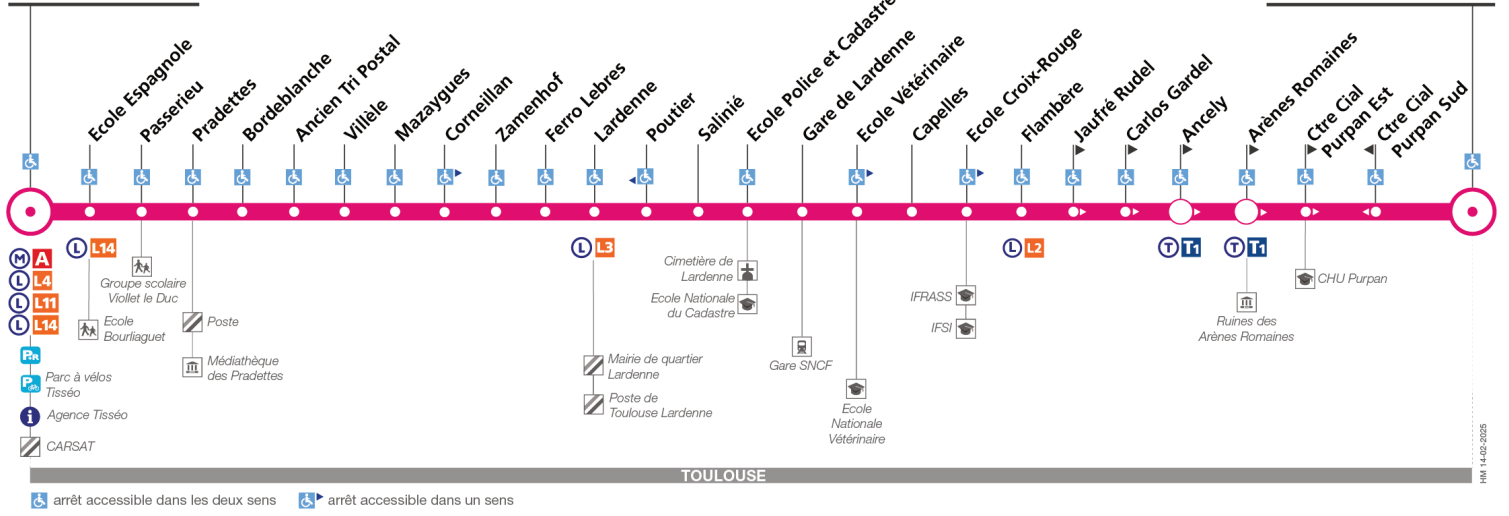 Ecole Espagnole
Passerieu
Pradettes
Bordeblanche
Ancien Tri Postal
Villèle
Mazaygues
Corneillan
Zamenhof
Ferro Lebres
Lardenne
Poutier
Salinié
Ecole Police et Cadastre
Gare de Lardenne
Ecole Vétérinaire
Capelles
Ecole Croix-Rouge
Flambère
Jaufré Rudel
Carlos Gardel
Ancely
Arènes Romaines
Ctre Cial
Purpan Est
Ctre Cial
Purpan Sud
M A
L L4
L L11
L L14
P+R
P
Parc à vélos
Tisséo
i Agence Tisséo
CARSAT
L L14
Ecole
Bourliaguet
Groupe scolaire
Viollet le Duc
Poste
Médiathèque
des Pradettes
L L3
Mairie de quartier
Lardenne
Poste de
Toulouse Lardenne
Cimetière de
Lardenne
Ecole Nationale
du Cadastre
Gare SNCF
Ecole
Nationale
Vétérinaire
IFRASS
IFSI
L L2
T T1
T T1
Ruines des
Arènes Romaines
CHU Purpan
TOULOUSE
HM 14-02-2025
arrêt accessible dans les deux sens
arrêt accessible dans un sens